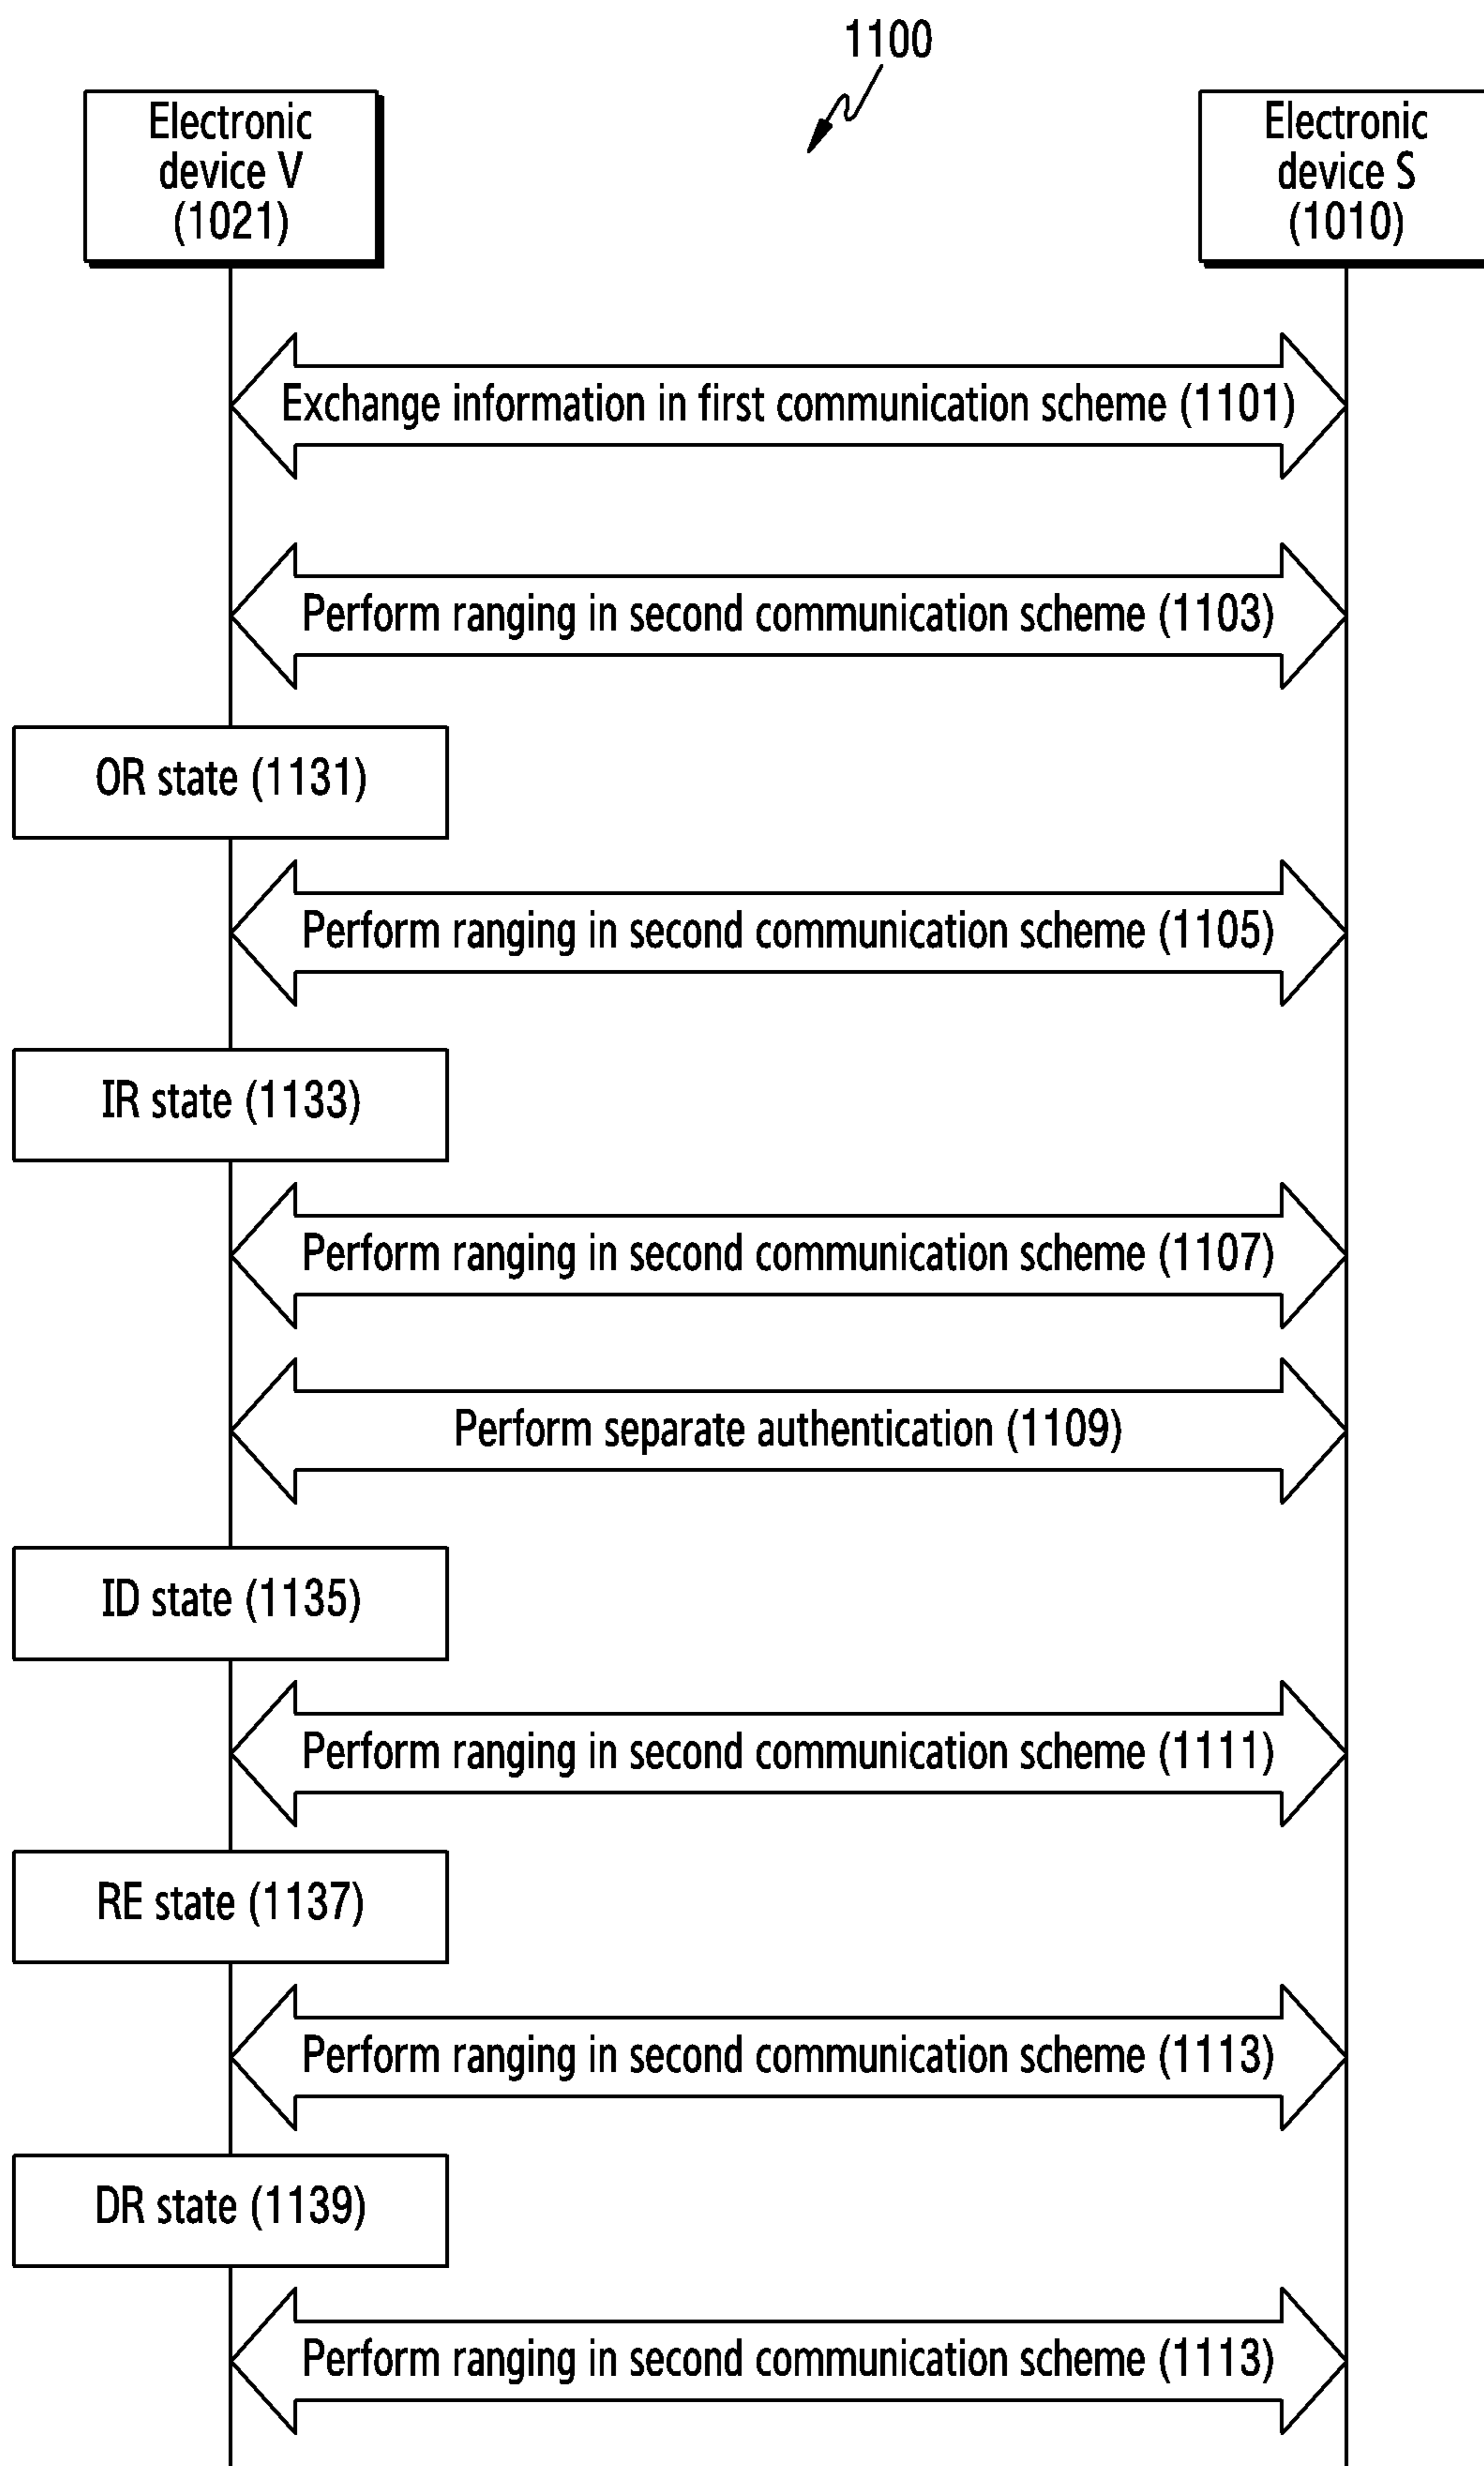 1100
Electronic
device V
(1021)
Electronic
device S
(1010)
Exchange information in first communication scheme (1101)
Perform ranging in second communication scheme (1103)
OR state (1131)
Perform ranging in second communication scheme (1105)
IR state (1133)
Perform ranging in second communication scheme (1107)
Perform separate authentication (1109)
ID state (1135)
Perform ranging in second communication scheme (1111)
RE state (1137)
Perform ranging in second communication scheme (1113)
DR state (1139)
Perform ranging in second communication scheme (1113)